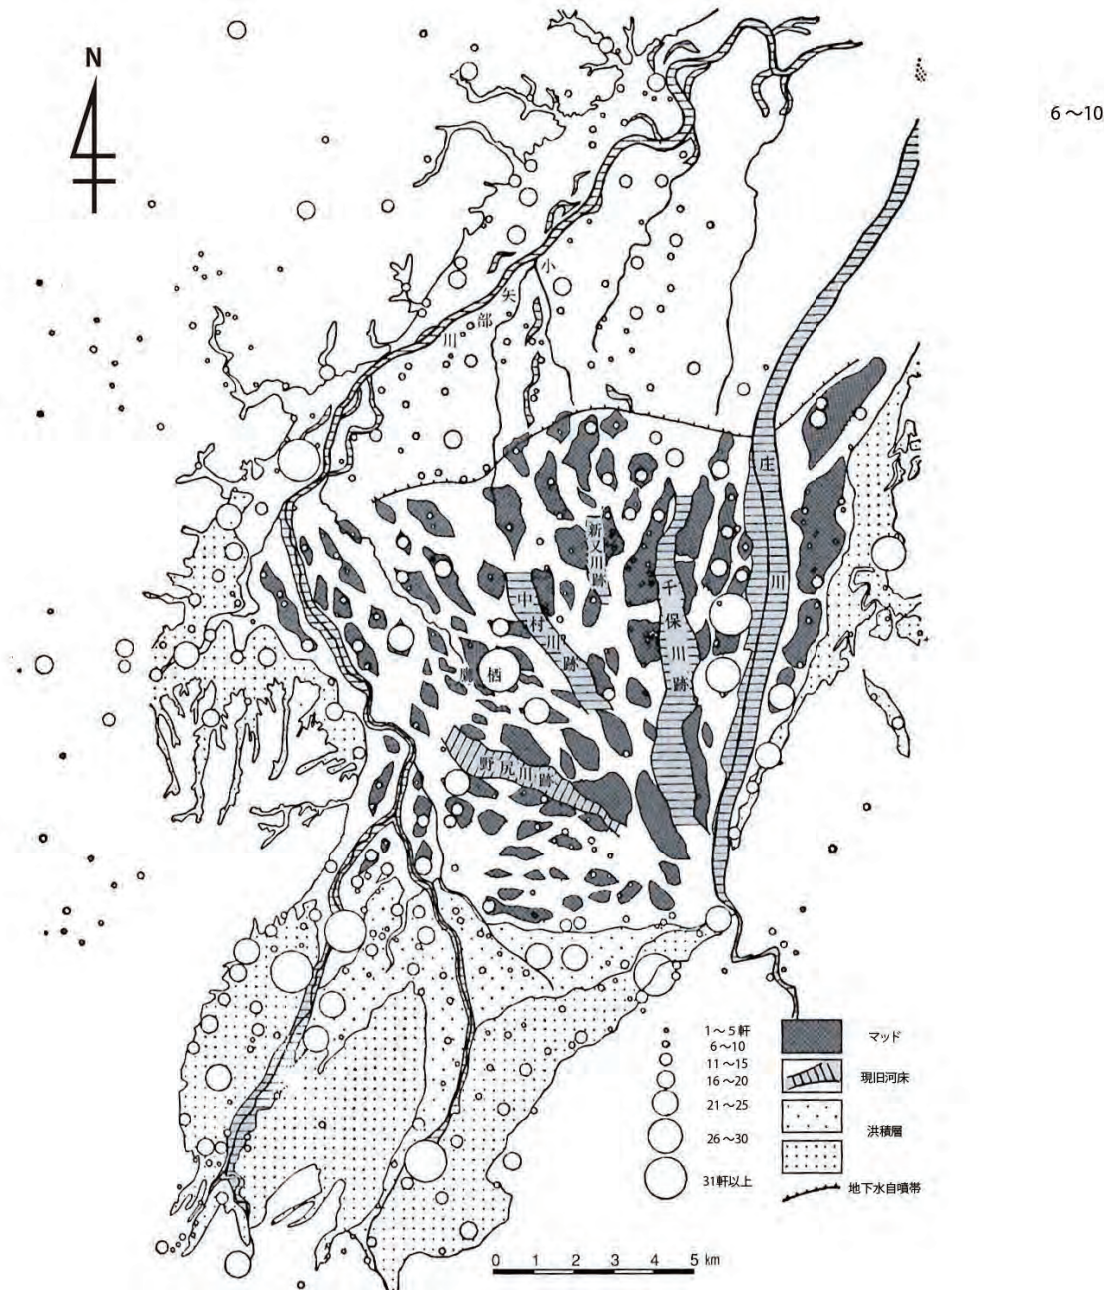 N
6～10
小
矢
部
川
庄
川
新又川跡
千保川跡
中村川跡
栖
野尻川跡
1～5軒
6～10
11～15
16～20
21～25
26～30
31軒以上
マッド
現旧河床
洪積層
地下水自噴帯
0 1 2 3 4 5 km